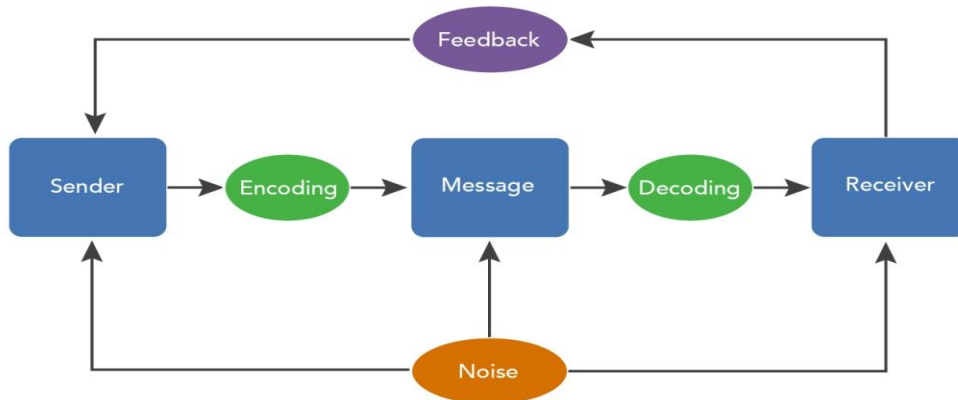 Feedback
Sender
Encoding
Message
Decoding
Receiver
Noise